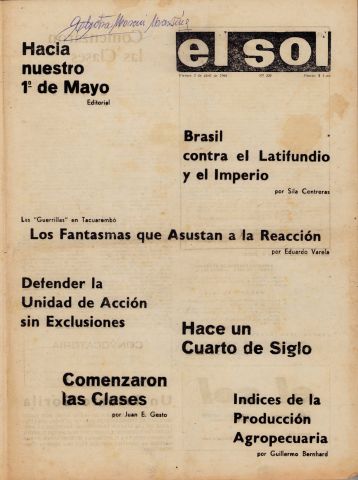 Hacia
nuestro
1º de Mayo
Editorial
el sol
Brasil
contra el Latifundio
y el Imperio
por Sila Contreras
Las "Guerrillas" en Tacuarembó
Los Fantasmas que Asustan a la Reacción
por Eduardo Varela
Defender la
Unidad de Acción
sin Exclusiones
Hace un
Cuarto de Siglo
Comenzaron
las Clases
por Juan E. Gesto
Indices de la
Producción
Agropecuaria
por Guillermo Bernhard